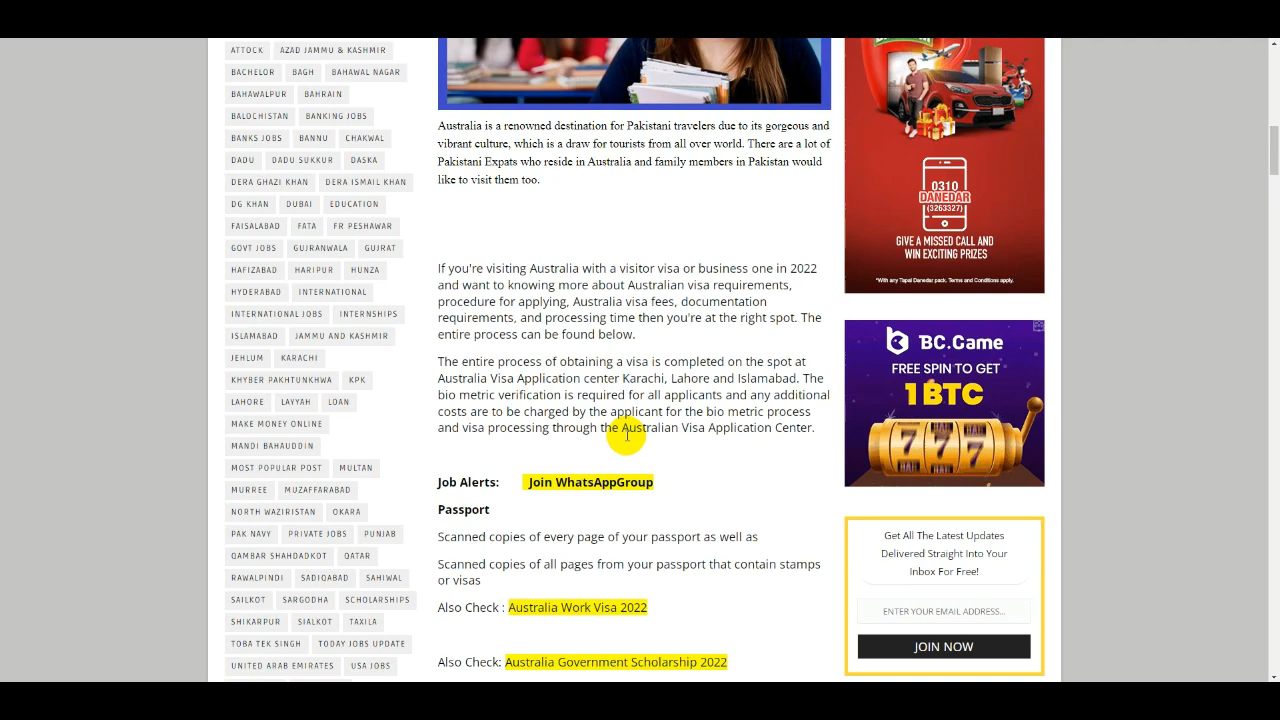 ATTOCK AZAD JAMMU & KASHMIR
BACHELOR BAGH BAHAWAL NAGAR
BAHAWALPUR BAHRAIN
BALOCHISTAN BANKING JOBS
BANKS JOBS BANNU CHAKWAL
DADU DADU SUKKUR DASKA
DERA GHAZI KHAN DERA ISMAIL KHAN
DG KHAN DUBAI EDUCATION
FAISALABAD FATA FR PESHAWAR
GOVT JOBS GUJRANWALA GUJRAT
HAFIZABAD HARIPUR HUNZA
HYDERABAD INTERNATIONAL
INTERNATIONAL JOBS INTERNSHIPS
ISLAMABAD JAMMU AND KASHMIR
JEHLUM KARACHI
KHYBER PAKHTUNKHWA KPK
LAHORE LAYYAH LOAN
MAKE MONEY ONLINE
MANDI BAHAUDDIN
MOST POPULAR POST MULTAN
MURREE MUZAFFARABAD
NORTH WAZIRISTAN OKARA
PAK NAVY PRIVATE JOBS PUNJAB
QAMBAR SHAHDADKOT QATAR
RAWALPINDI SADIQABAD SAHIWAL
SAILKOT SARGODHA SCHOLARSHIPS
SHIKARPUR SIALKOT TAXILA
TOBA TEK SINGH TODAY JOBS UPDATE
UNITED ARAB EMIRATES USA JOBS
Australia is a renowned destination for Pakistani travelers due to its gorgeous and
vibrant culture, which is a draw for tourists from all over world. There are a lot of
Pakistani Expats who reside in Australia and family members in Pakistan would
like to visit them too.
If you're visiting Australia with a visitor visa or business one in 2022
and want to knowing more about Australian visa requirements,
procedure for applying, Australia visa fees, documentation
requirements, and processing time then you're at the right spot. The
entire process can be found below.
The entire process of obtaining a visa is completed on the spot at
Australia Visa Application center Karachi, Lahore and Islamabad. The
bio metric verification is required for all applicants and any additional
costs are to be charged by the applicant for the bio metric process
and visa processing through the Australian Visa Application Center.
Job Alerts: Join WhatsAppGroup
Passport
Scanned copies of every page of your passport as well as
Scanned copies of all pages from your passport that contain stamps
or visas
Also Check : Australia Work Visa 2022
Also Check: Australia Government Scholarship 2022
0310
DANEDAR
(3263327)
GIVE A MISSED CALL AND
WIN EXCITING PRIZES
*With any Tapal Danedar pack. Terms and Conditions apply.
BC.Game
FREE SPIN TO GET
1 BTC
777
Get All The Latest Updates
Delivered Straight Into Your
Inbox For Free!
ENTER YOUR EMAIL ADDRESS...
JOIN NOW